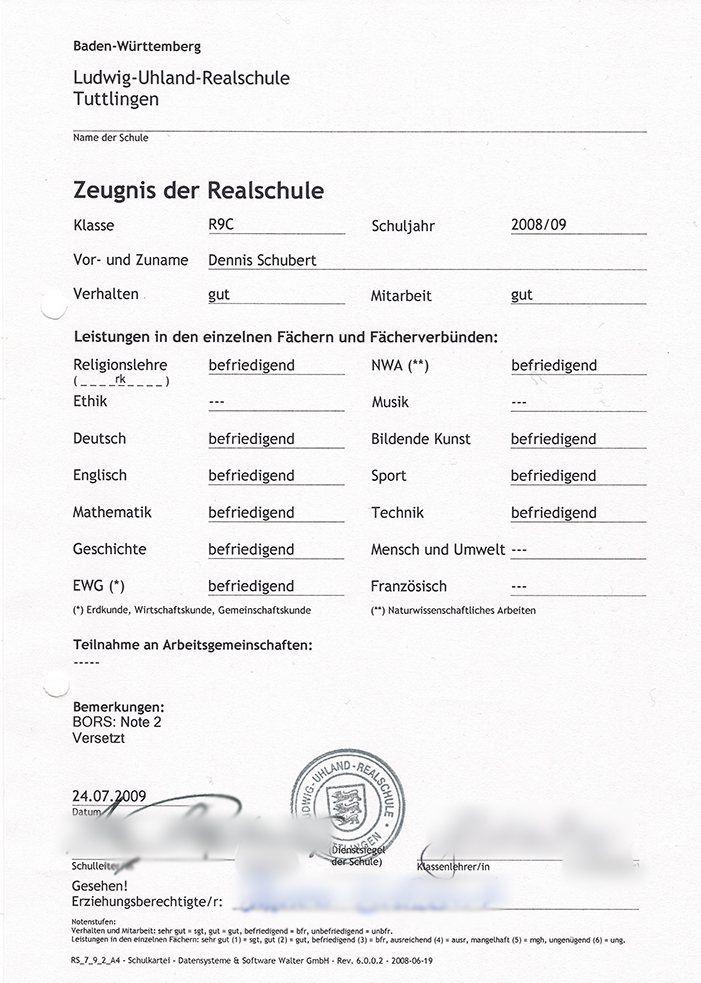 Baden-Württemberg
Ludwig-Uhland-Realschule
Tuttlingen
Name der Schule
Zeugnis der Realschule
Klasse R9C Schuljahr 2008/09
Vor- und Zuname Dennis Schubert
Verhalten gut Mitarbeit gut
Leistungen in den einzelnen Fächern und Fächerverbünden:
Religionslehre befriedigend NWA (**) befriedigend
(____rk____)
Ethik --- Musik ---
Deutsch befriedigend Bildende Kunst befriedigend
Englisch befriedigend Sport befriedigend
Mathematik befriedigend Technik befriedigend
Geschichte befriedigend Mensch und Umwelt ---
EWG (*) befriedigend Französisch ---
(*) Erdkunde, Wirtschaftskunde, Gemeinschaftskunde (**) Naturwissenschaftliches Arbeiten
Teilnahme an Arbeitsgemeinschaften:
-----
Bemerkungen:
BORS: Note 2
Versetzt
24.07.2009
Datum
LUDWIG-UHLAND-REALSCHULE
(Dienstsiegel
der Schule)
Klassenlehrer/in
Gesehen!
Erziehungsberechtigte/r:
Notenstufen:
Verhalten und Mitarbeit: sehr gut = sgt, gut = gut, befriedigend = bfr, unbefriedigend = unbfr.
Leistungen in den einzelnen Fächern: sehr gut (1) = sgt, gut (2) = gut, befriedigend (3) = bfr, ausreichend (4) = ausr, mangelhaft (5) = mgh, ungenügend (6) = ung.
RS_7_9_2_A4 - Schulkartei - Datensysteme & Software Walter GmbH - Rev. 6.0.0.2 - 2008-06-19